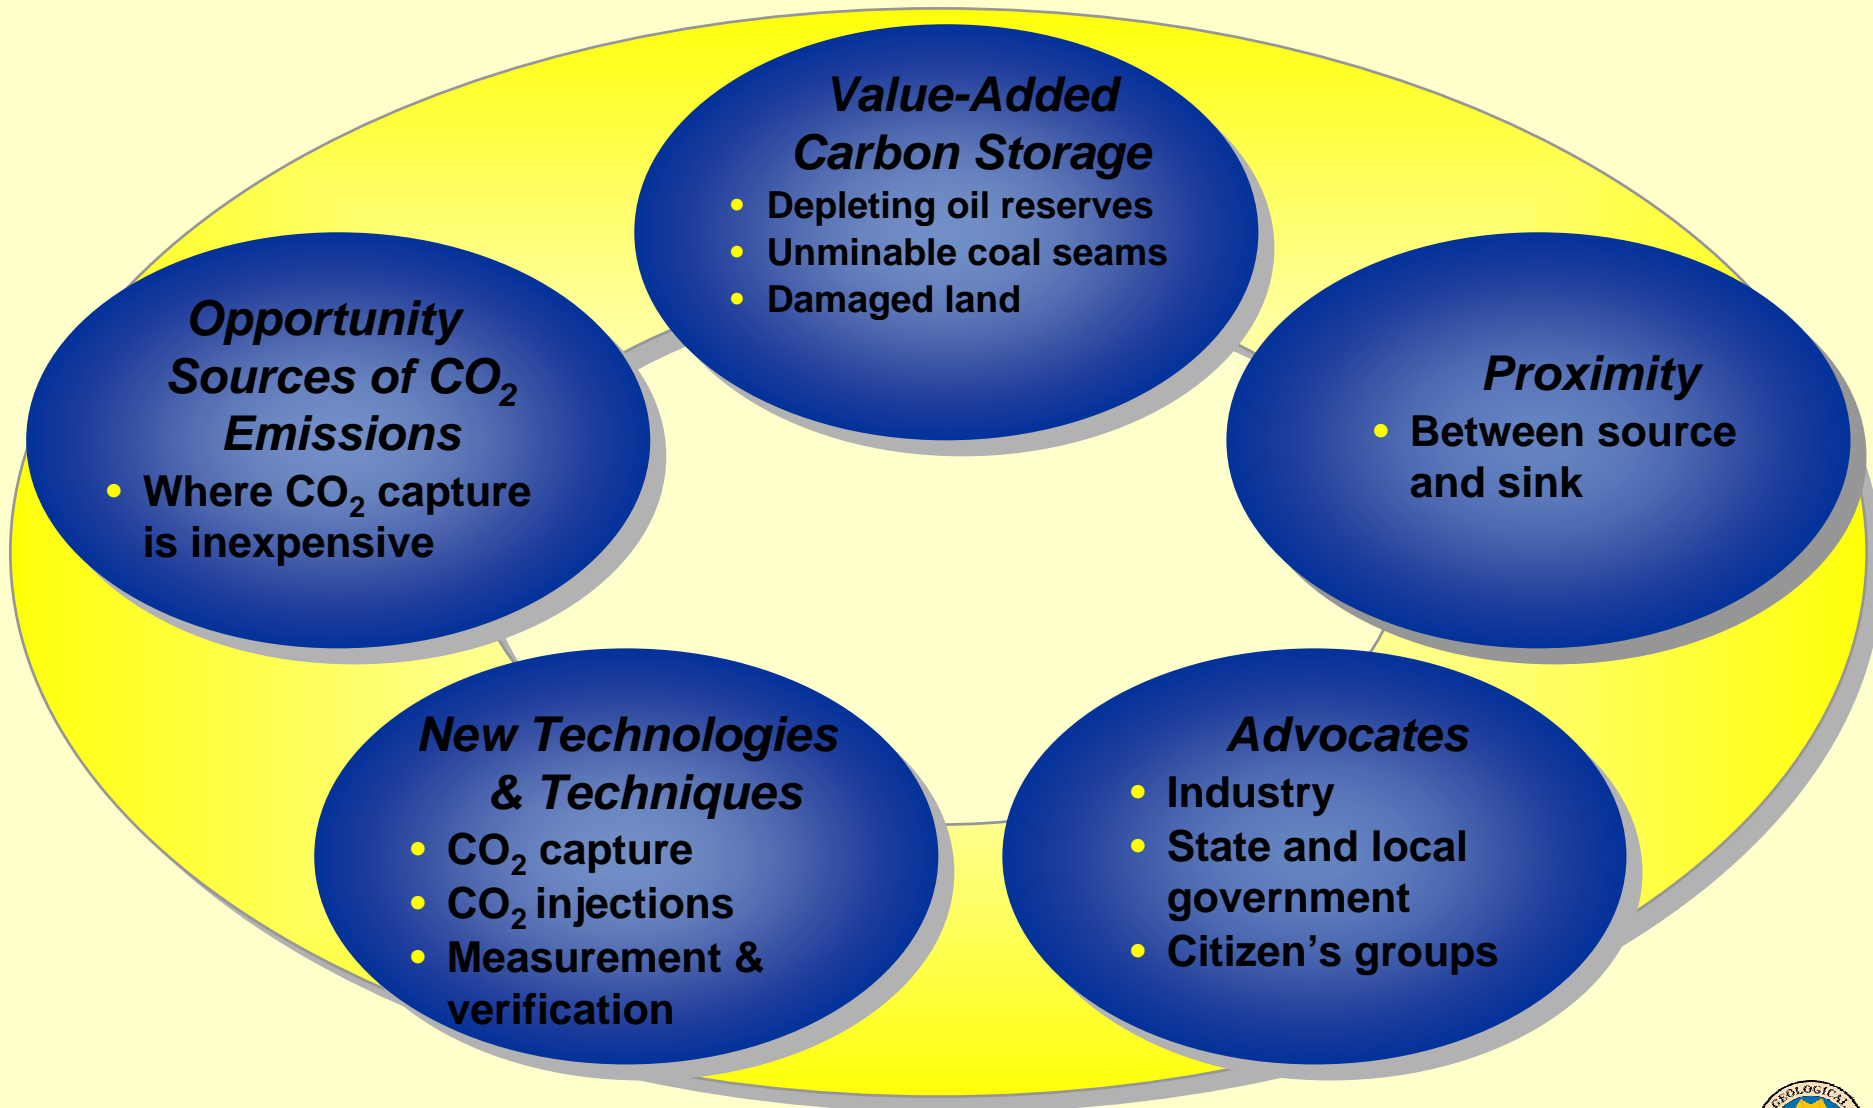 Value-Added
Carbon Storage
• Depleting oil reserves
• Unminable coal seams
• Damaged land
Opportunity
Sources of CO₂
Emissions
• Where CO₂ capture
is inexpensive
Proximity
• Between source
and sink
New Technologies
& Techniques
• CO₂ capture
• CO₂ injections
• Measurement &
verification
Advocates
• Industry
• State and local
government
• Citizen’s groups
GEOLOGICAL